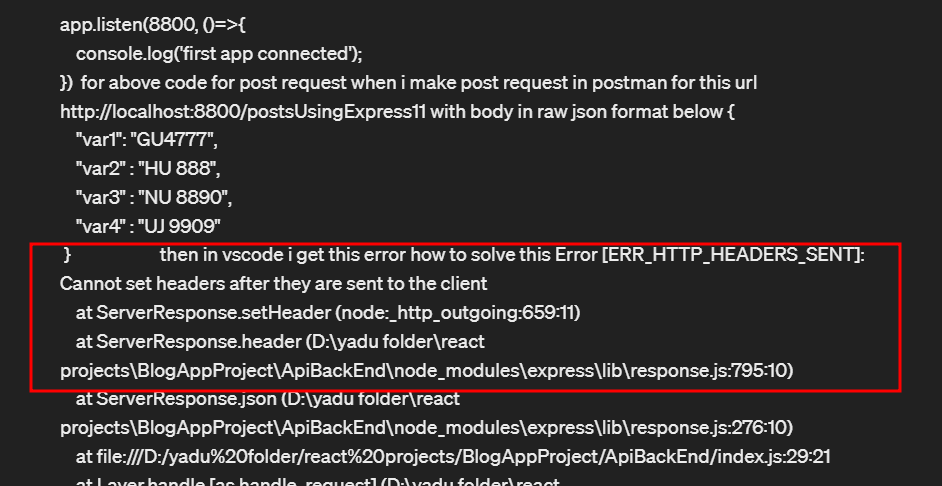 app.listen(8800, ()=>{
console.log('first app connected');
})  for above code for post request when i make post request in postman for this url
http://localhost:8800/postsUsingExpress11 with body in raw json format below {
"var1": "GU4777",
"var2" : "HU 888",
"var3" : "NU 8890",
"var4" : "UJ 9909"
}                 then in vscode i get this error how to solve this Error [ERR_HTTP_HEADERS_SENT]:
Cannot set headers after they are sent to the client
at ServerResponse.setHeader (node:_http_outgoing:659:11)
at ServerResponse.header (D:\yadu folder\react
projects\BlogAppProject\ApiBackEnd\node_modules\express\lib\response.js:795:10)
at ServerResponse.json (D:\yadu folder\react
projects\BlogAppProject\ApiBackEnd\node_modules\express\lib\response.js:276:10)
at file:///D:/yadu%20folder/react%20projects/BlogAppProject/ApiBackEnd/index.js:29:21
at Layer.handle [as handle_request] (D:\yadu folder\react